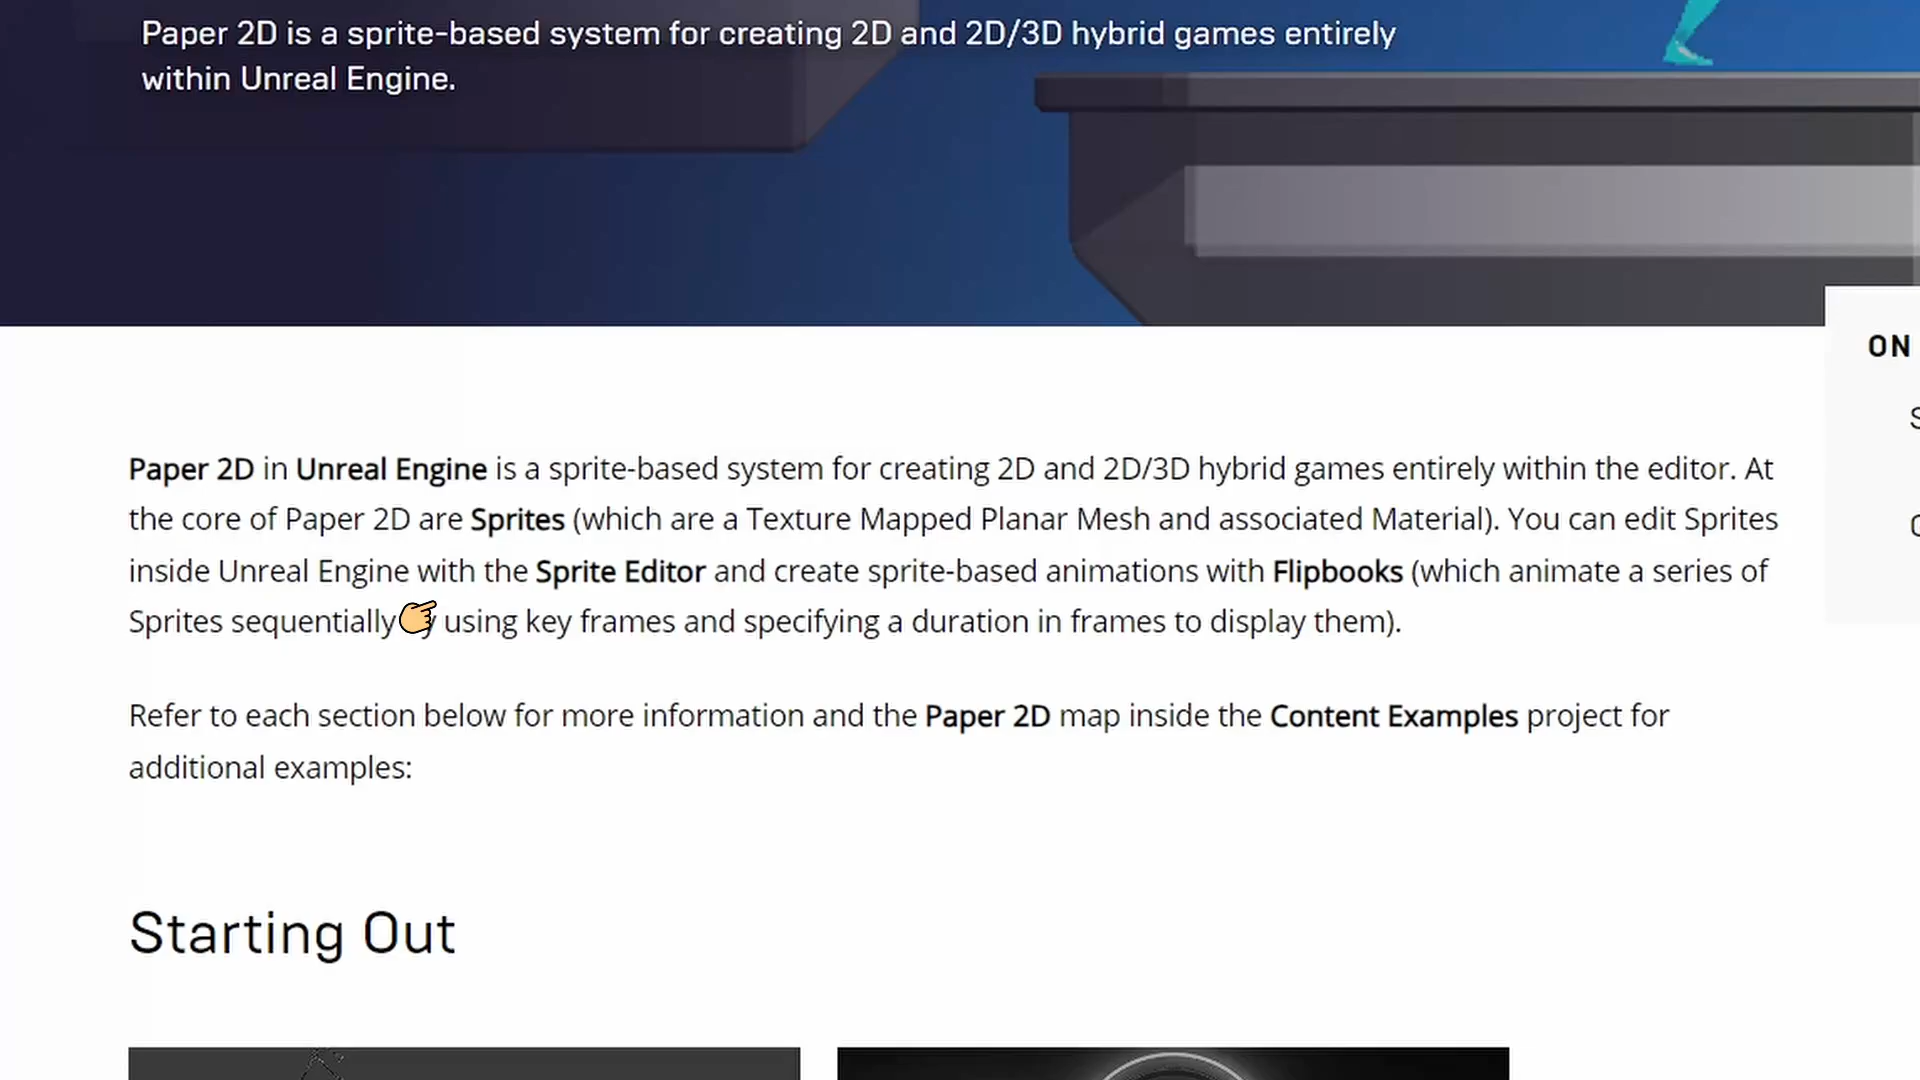 Paper 2D is a sprite-based system for creating 2D and 2D/3D hybrid games entirely
within Unreal Engine.
ON
Paper 2D in Unreal Engine is a sprite-based system for creating 2D and 2D/3D hybrid games entirely within the editor. At
the core of Paper 2D are Sprites (which are a Texture Mapped Planar Mesh and associated Material). You can edit Sprites
inside Unreal Engine with the Sprite Editor and create sprite-based animations with Flipbooks (which animate a series of
Sprites sequentially using key frames and specifying a duration in frames to display them).
Refer to each section below for more information and the Paper 2D map inside the Content Examples project for
additional examples:
Starting Out